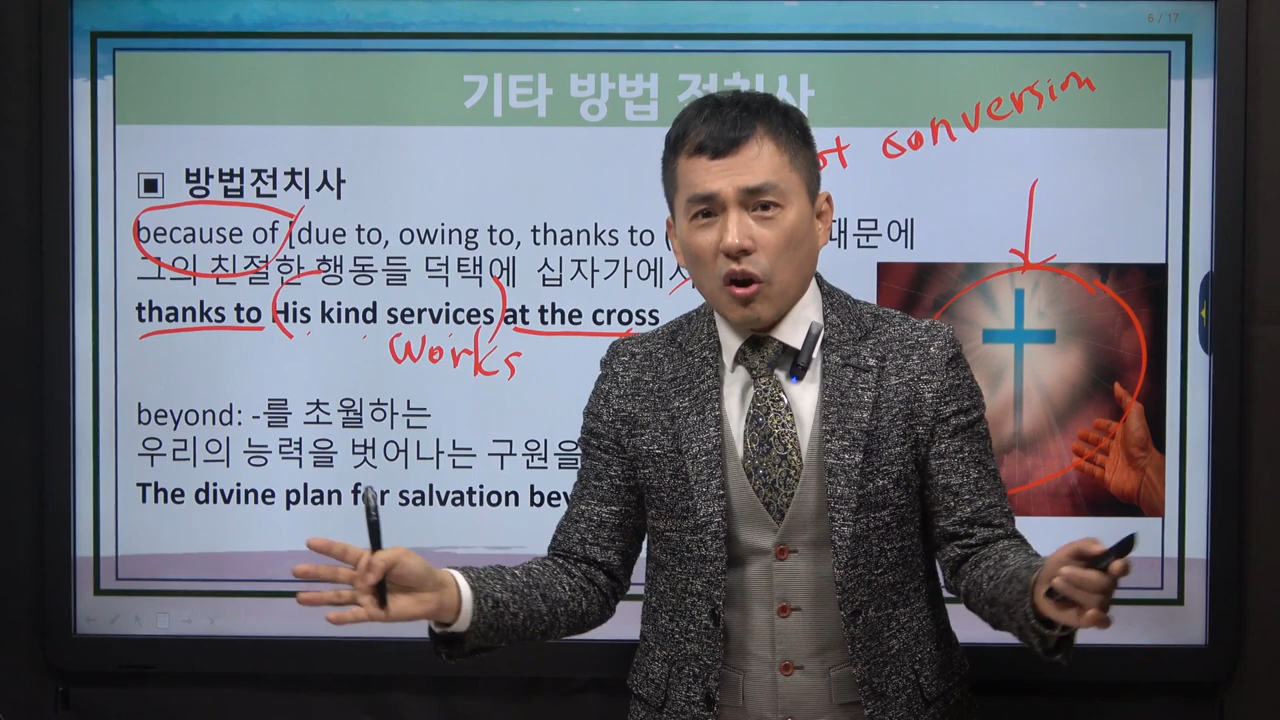 6 / 17
기타 방법 전치사
ot conversion
▣ 방법전치사
because of [due to, owing to, thanks to ( 때문에
그의 친절한 행동들 덕택에 십자가에서
thanks to His kind services at the cross
works
beyond: -를 초월하는
우리의 능력을 벗어나는 구원을
The divine plan for salvation bey